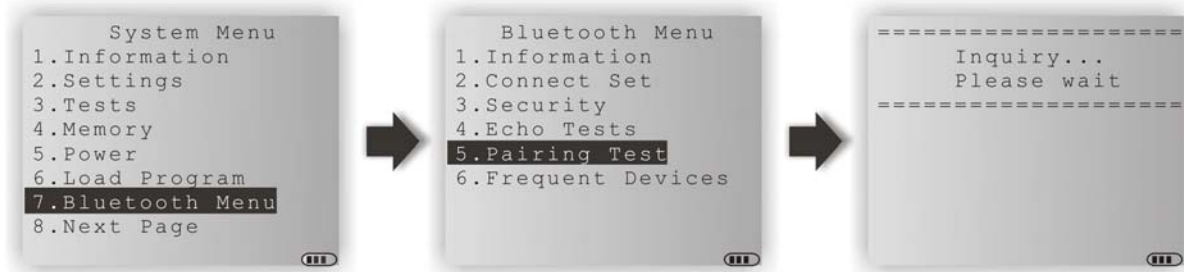 System Menu
1.Information
2.Settings
3.Tests
4.Memory
5.Power
6.Load Program
7.Bluetooth Menu
8.Next Page
Bluetooth Menu
1.Information
2.Connect Set
3.Security
4.Echo Tests
5.Pairing Test
6.Frequent Devices
====================
Inquiry...
Please wait
====================